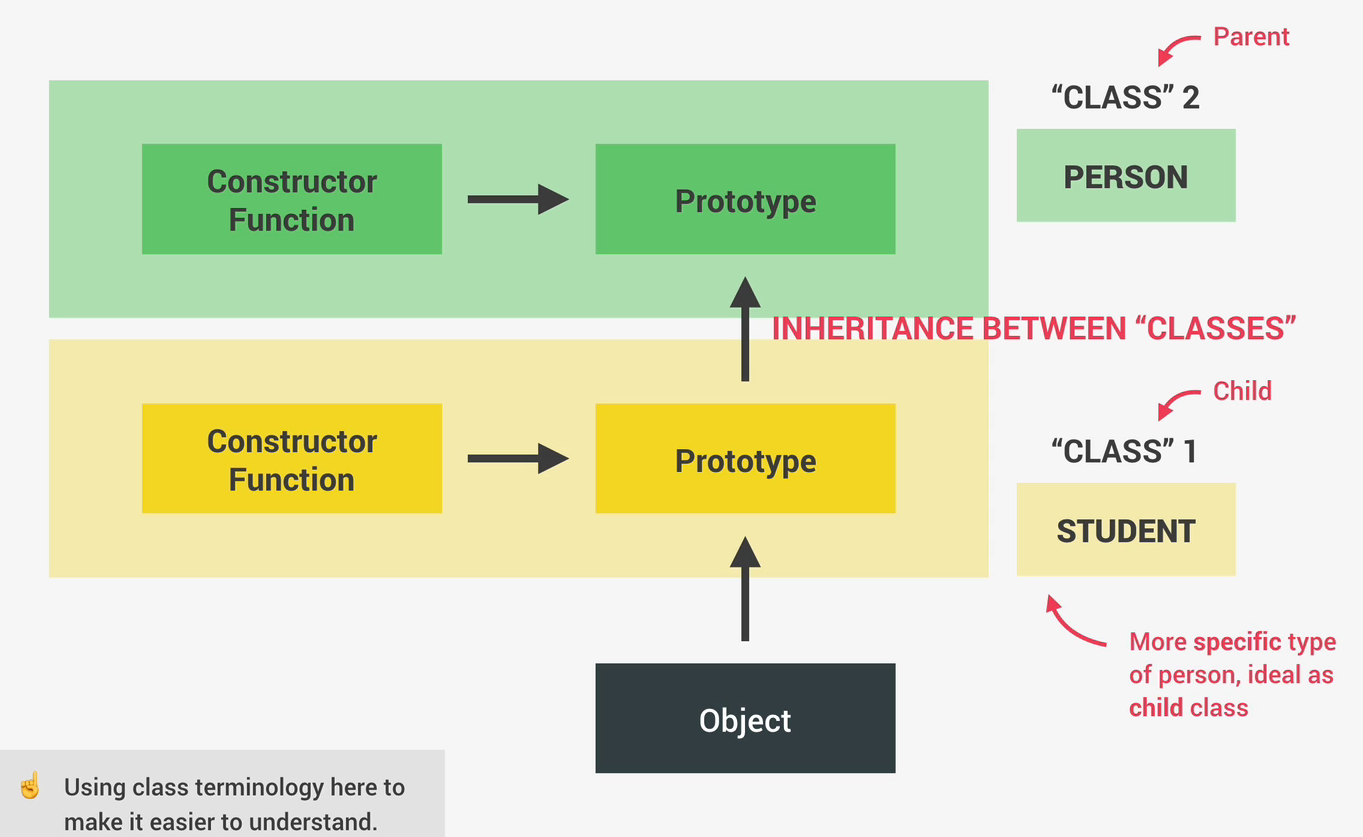 Parent
“CLASS” 2
Constructor
Function
Prototype
PERSON
INHERITANCE BETWEEN “CLASSES”
Child
“CLASS” 1
Constructor
Function
Prototype
STUDENT
More specific type
of person, ideal as
child class
Object
☝️ Using class terminology here to
make it easier to understand.